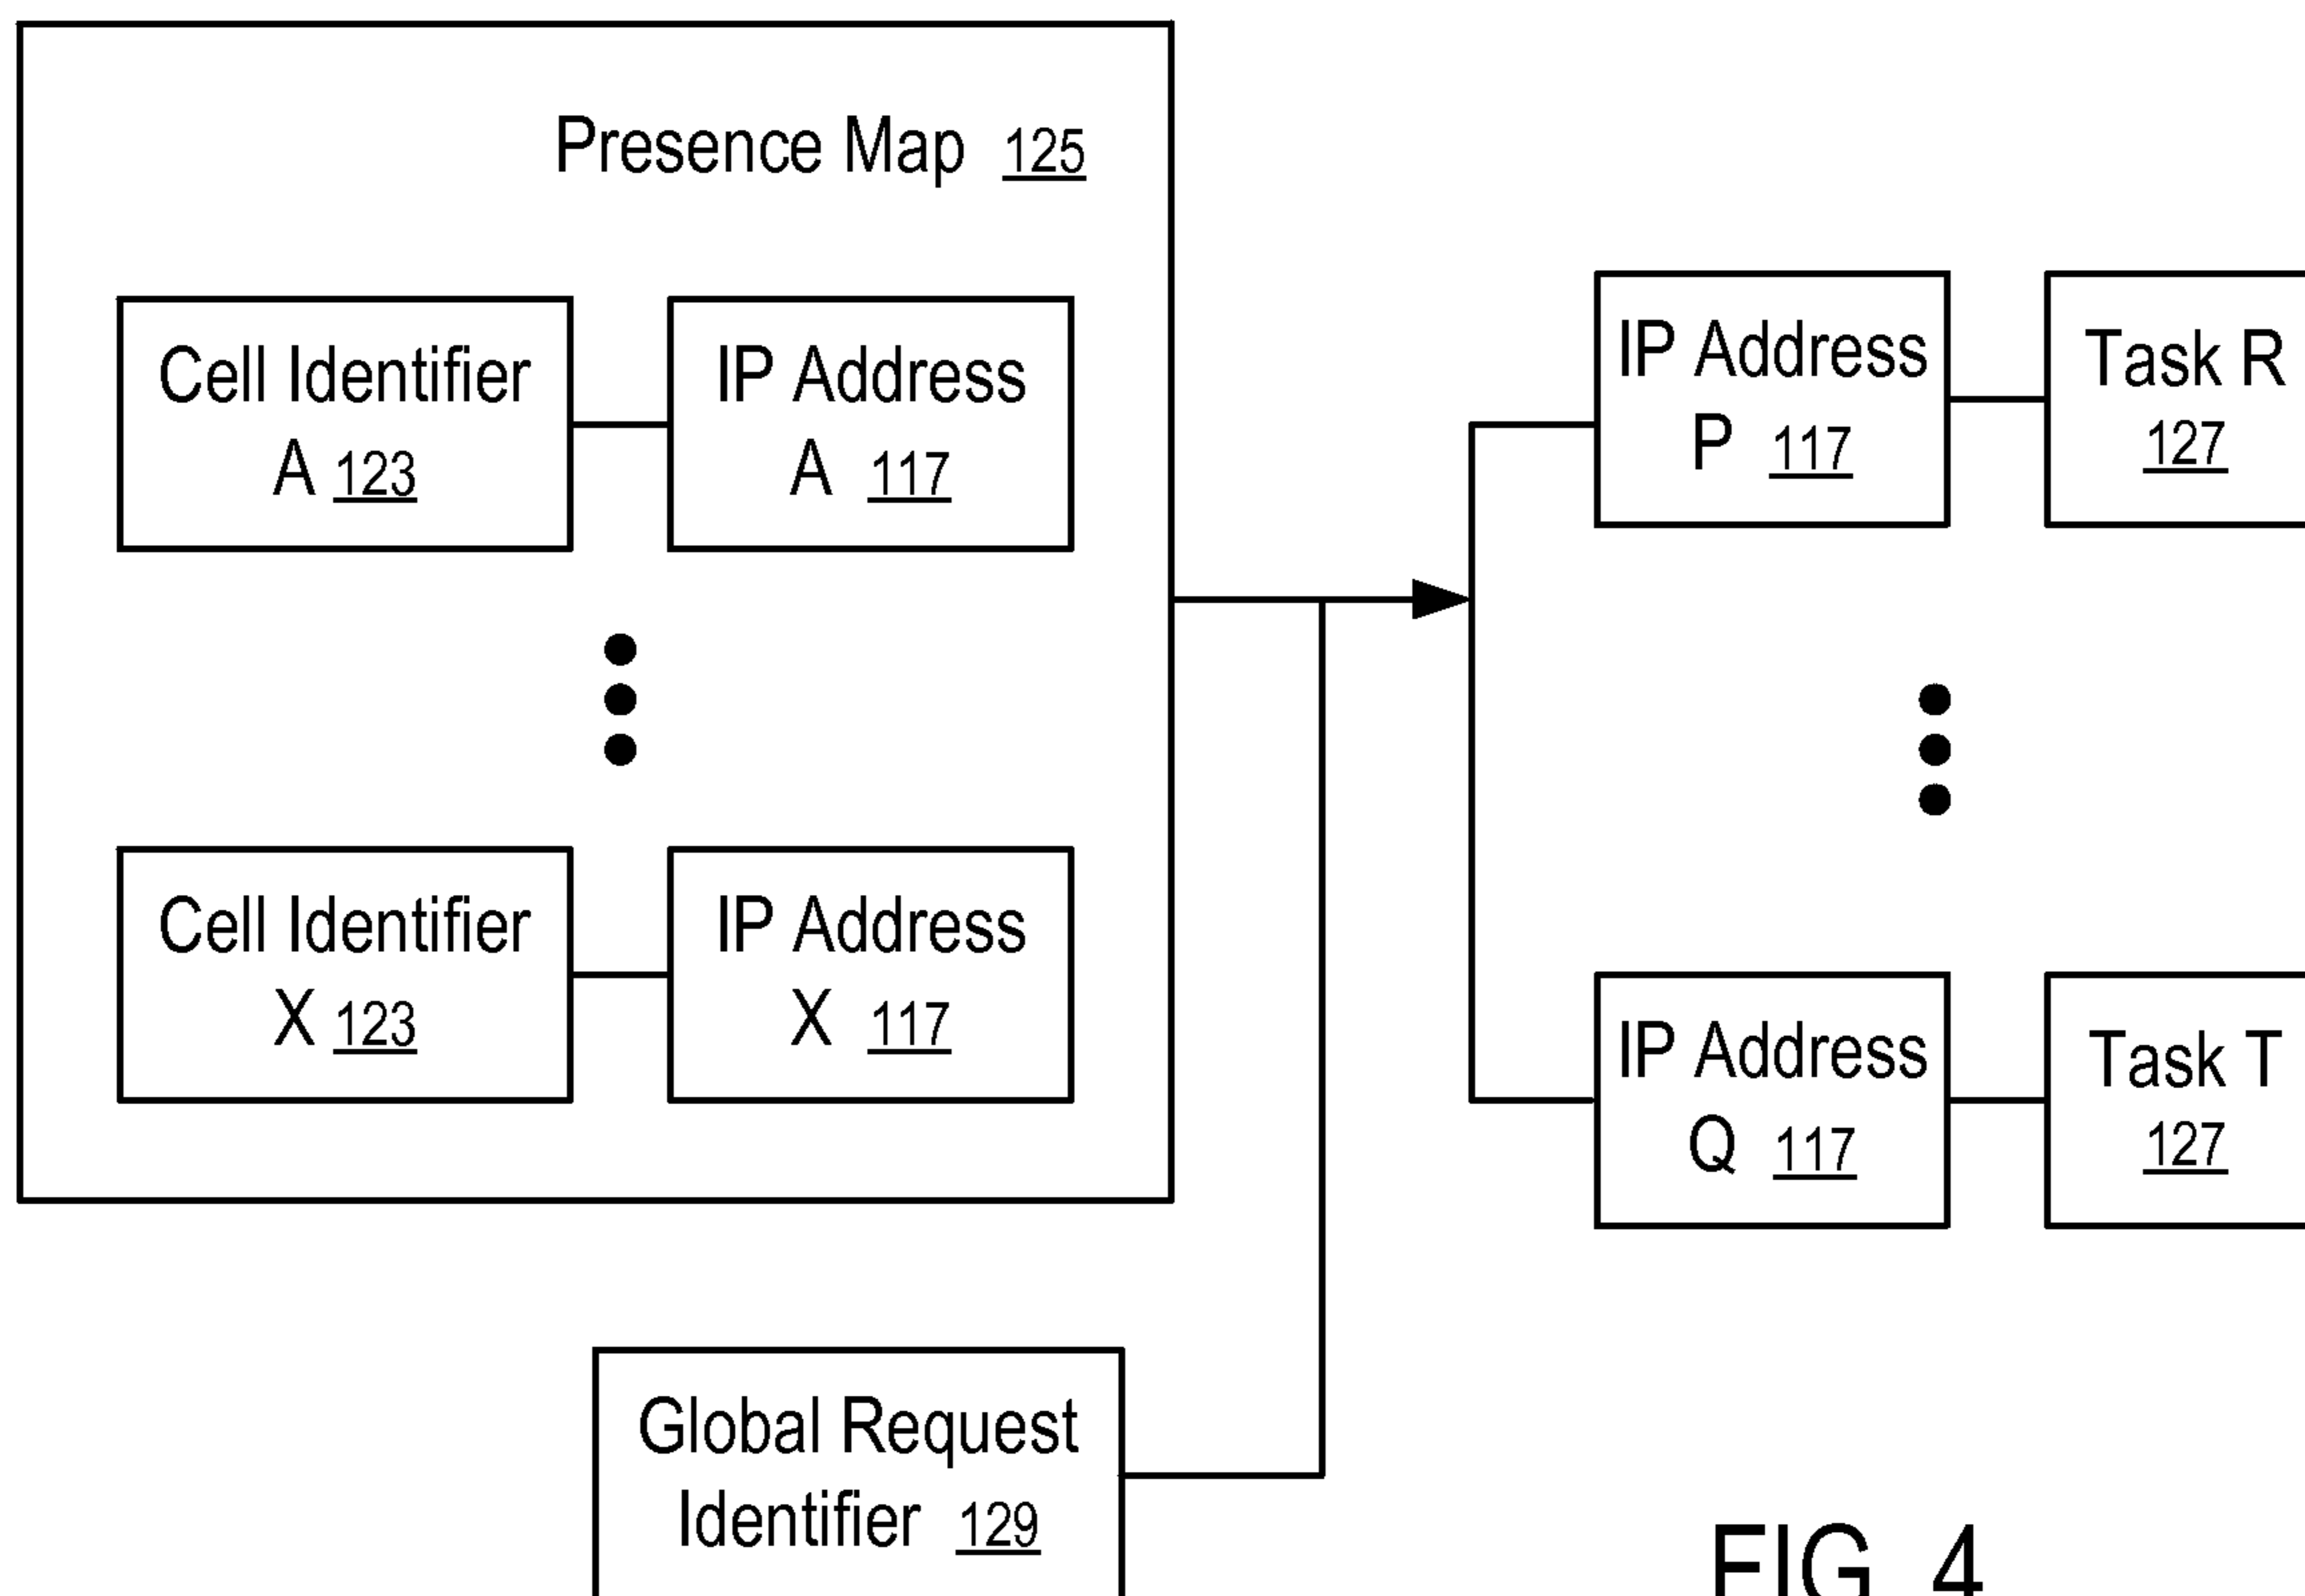 Presence Map 125
Cell Identifier
A 123
IP Address
A 117
Cell Identifier
X 123
IP Address
X 117
Global Request
Identifier 129
IP Address
P 117
Task R
127
IP Address
Q 117
Task T
127
FIG. 4